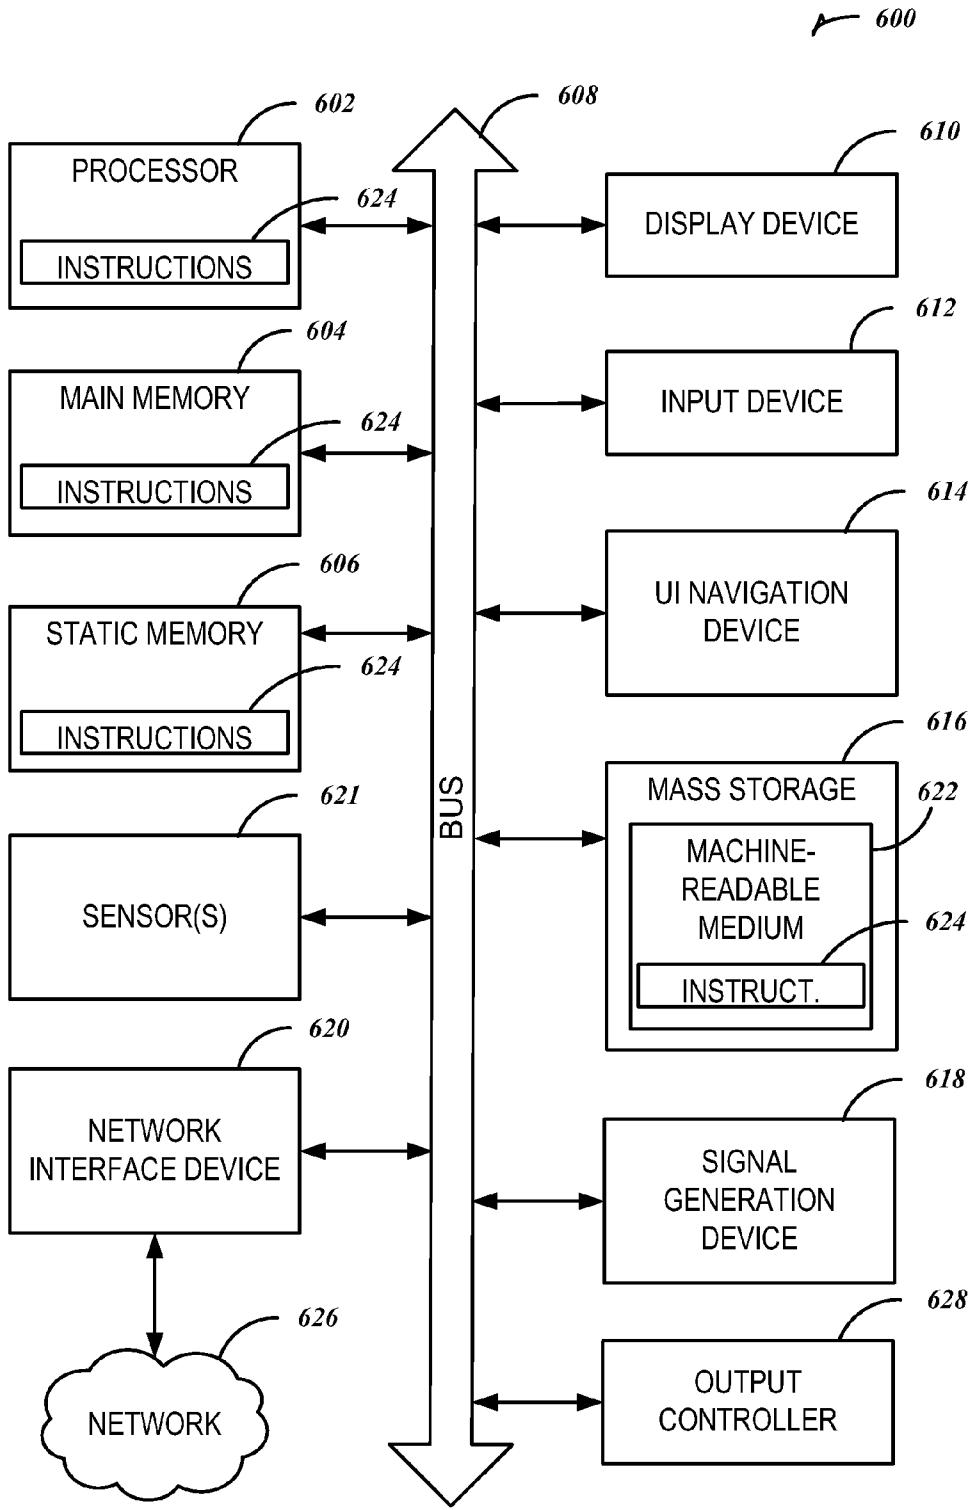 600
602
PROCESSOR
624
INSTRUCTIONS
604
MAIN MEMORY
624
INSTRUCTIONS
606
STATIC MEMORY
624
INSTRUCTIONS
621
SENSOR(S)
620
NETWORK
INTERFACE DEVICE
626
NETWORK
608
BUS
610
DISPLAY DEVICE
612
INPUT DEVICE
614
UI NAVIGATION
DEVICE
616
MASS STORAGE
622
MACHINE-
READABLE
MEDIUM
624
INSTRUCT.
618
SIGNAL
GENERATION
DEVICE
628
OUTPUT
CONTROLLER